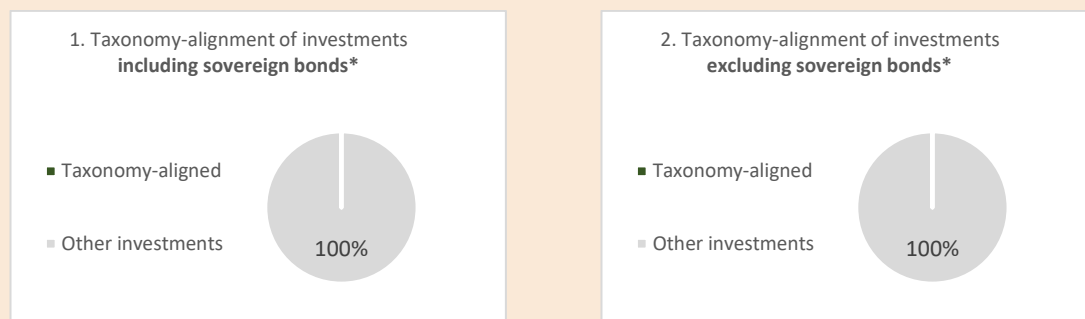 1. Taxonomy-alignment of investments
including sovereign bonds*
Taxonomy-aligned
Other investments
100%
2. Taxonomy-alignment of investments
excluding sovereign bonds*
Taxonomy-aligned
Other investments
100%